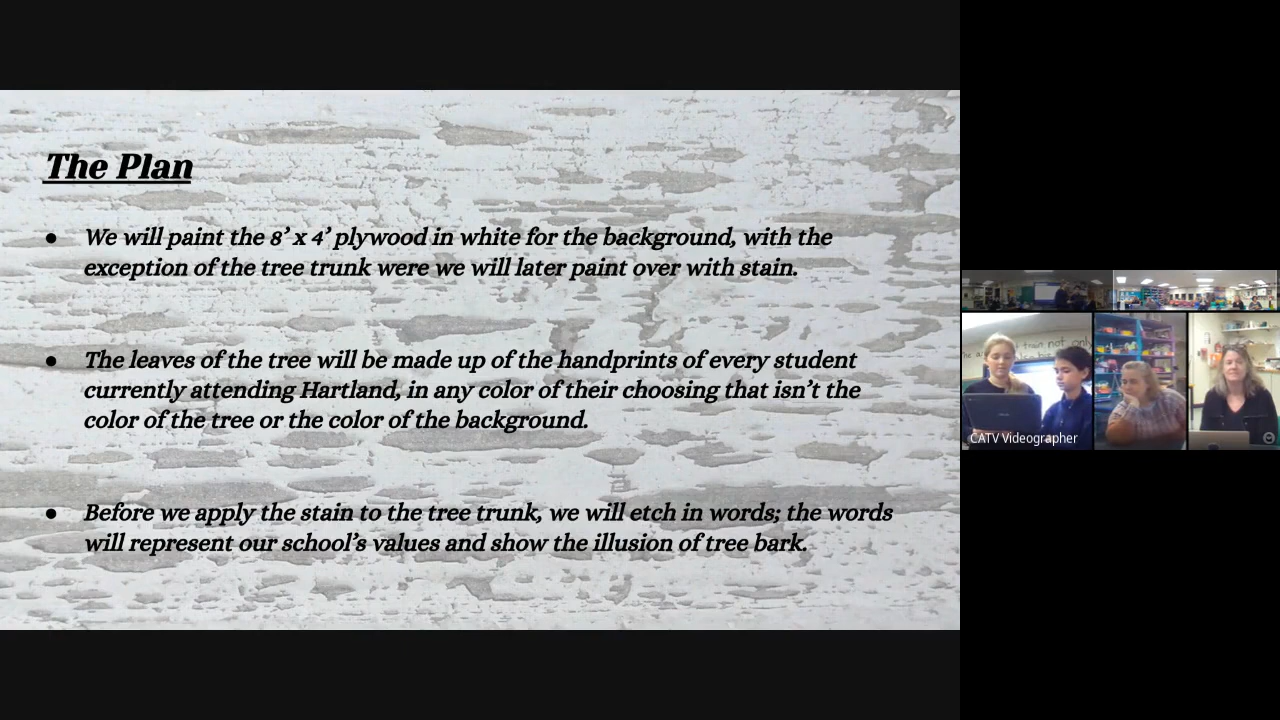 The Plan
● We will paint the 8’ x 4’ plywood in white for the background, with the
exception of the tree trunk were we will later paint over with stain.
● The leaves of the tree will be made up of the handprints of every student
currently attending Hartland, in any color of their choosing that isn’t the
color of the tree or the color of the background.
● Before we apply the stain to the tree trunk, we will etch in words; the words
will represent our school’s values and show the illusion of tree bark.
train not only
CATV Videographer